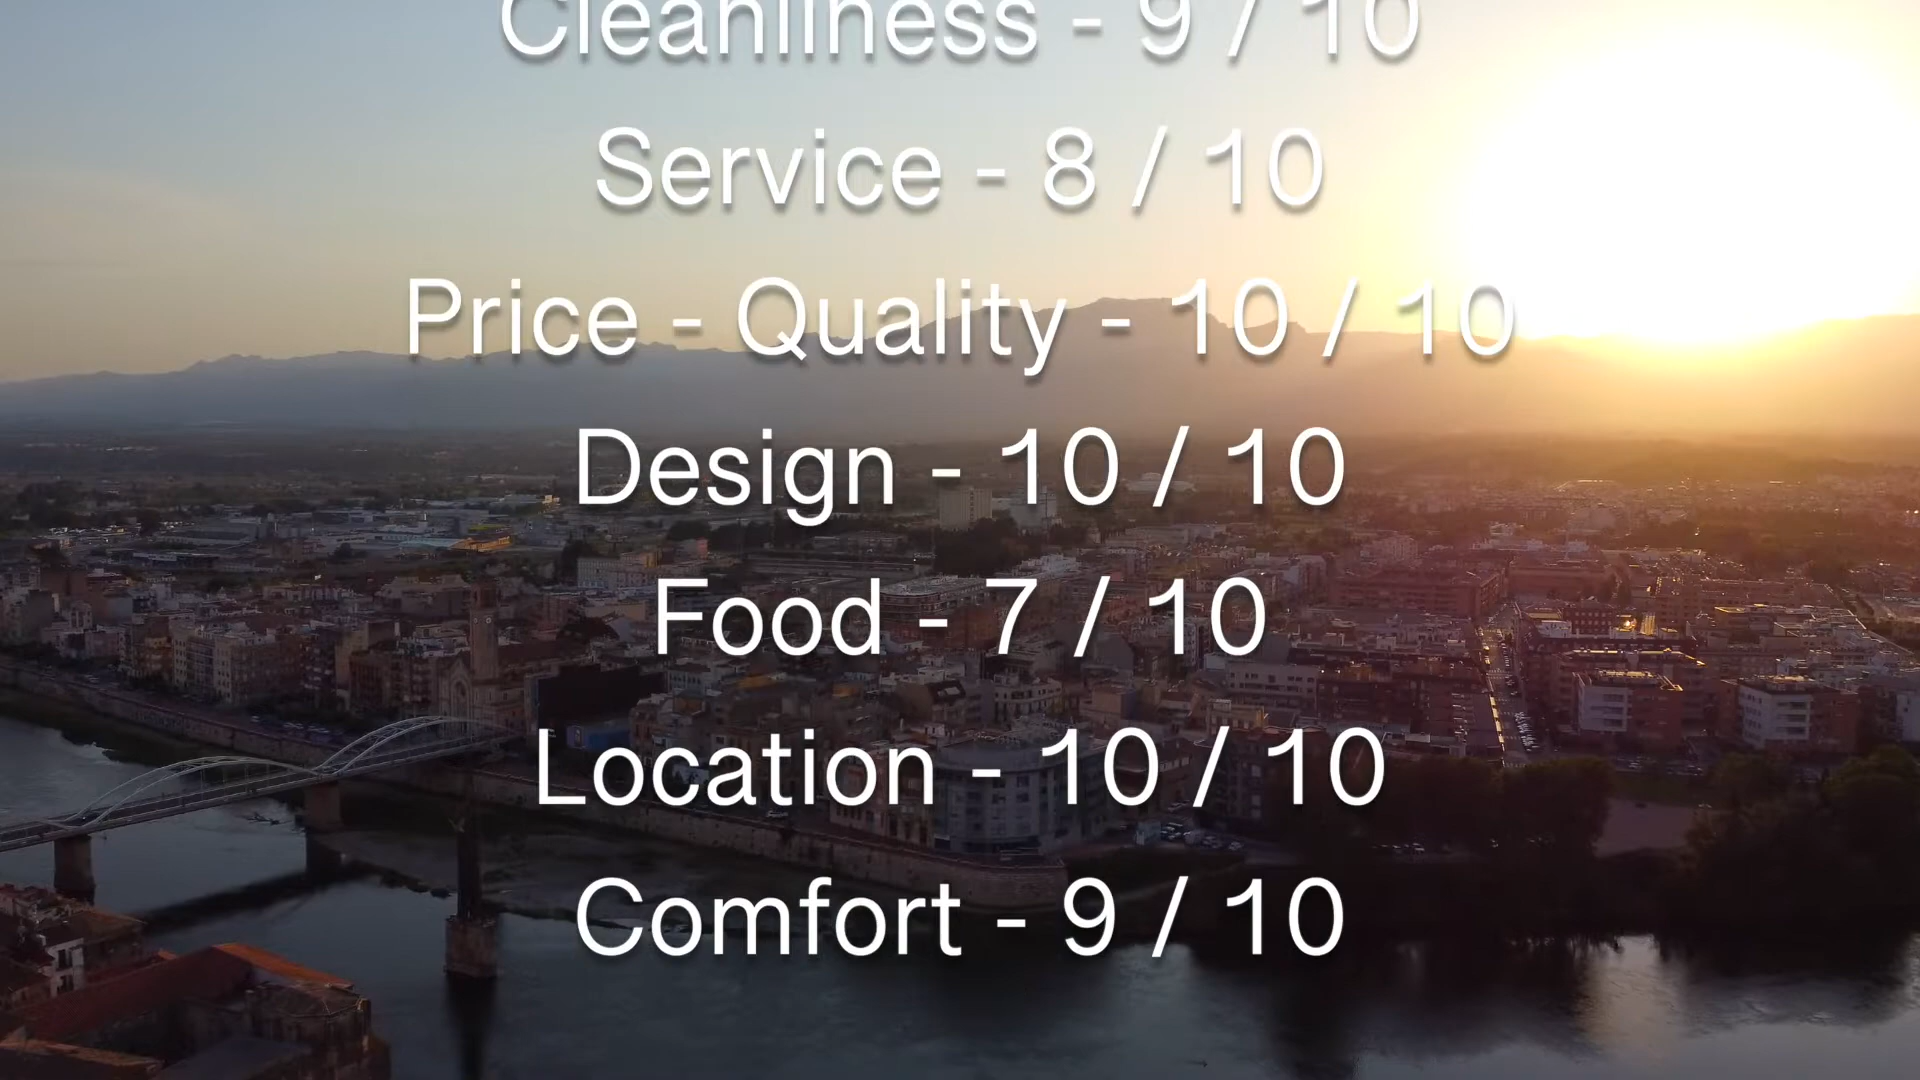 Cleanliness - 9 / 10
Service - 8 / 10
Price - Quality - 10 / 10
Design - 10 / 10
Food - 7 / 10
Location - 10 / 10
Comfort - 9 / 10